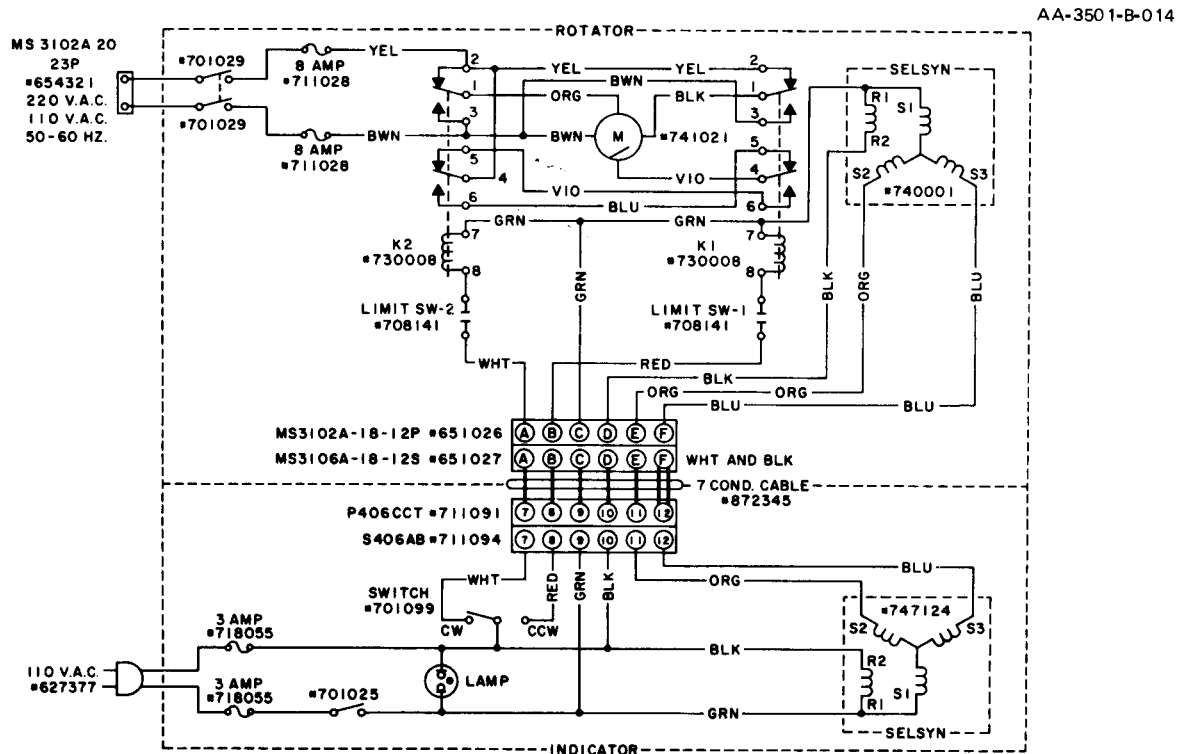 AA-3501-B-014
ROTATOR
MS 3102A 20
23P
*654321
220 V.A.C.
110 V.A.C.
50-60 HZ.
*701029
*701029
8 AMP
*711028
8 AMP
*711028
YEL
BWN
2
1
3
5
4
6
7
8
YEL
ORG
BWN
BWN
YEL
BLK
M
*741021
VIO
VIO
BLU
2
1
3
5
4
6
7
8
GRN
GRN
GRN
K2
*730008
K1
*730008
LIMIT SW-2
*708141
LIMIT SW-1
*708141
SELSYN
R1
R2
S1
S2
S3
*740001
BLK
ORG
BLU
WHT
RED
BLK
ORG
ORG
BLU
BLU
MS3102A-18-12P *651026
A B C D E F
MS3106A-18-12S *651027
A B C D E F
WHT AND BLK
7 COND. CABLE
*872345
P406CCT *711091
7 8 9 10 11 12
S406AB *711094
7 8 9 10 11 12
WHT
RED
GRN
BLK
ORG
BLU
SWITCH
*701099
CW
CCW
3 AMP
*718055
110 V.A.C.
*627377
3 AMP
*718055
*701025
LAMP
BLK
GRN
*747124
S2
S3
R2
R1
S1
SELSYN
INDICATOR